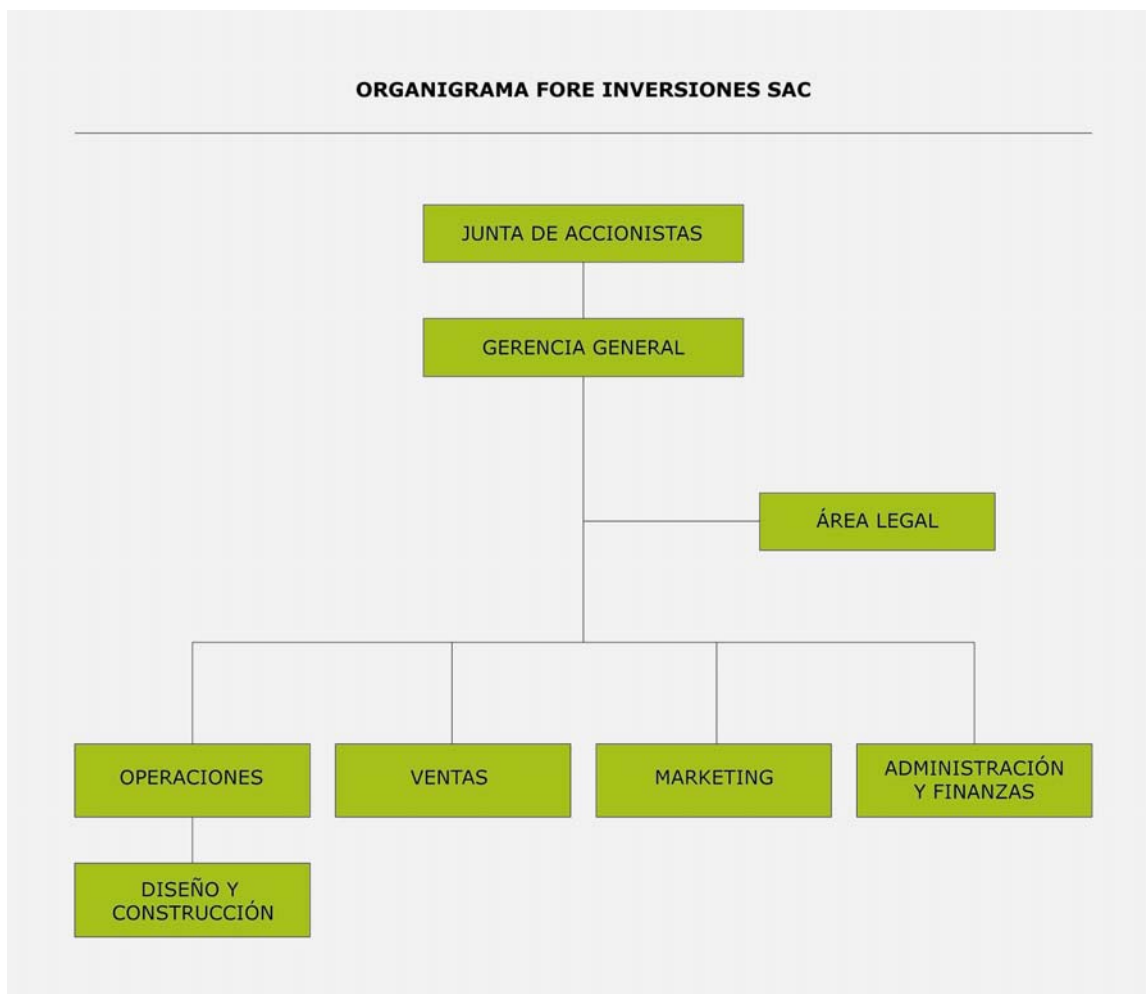 ORGANIGRAMA FORE INVERSIONES SAC
JUNTA DE ACCIONISTAS
GERENCIA GENERAL
ÁREA LEGAL
OPERACIONES
VENTAS
MARKETING
ADMINISTRACIÓN
Y FINANZAS
DISEÑO Y
CONSTRUCCIÓN